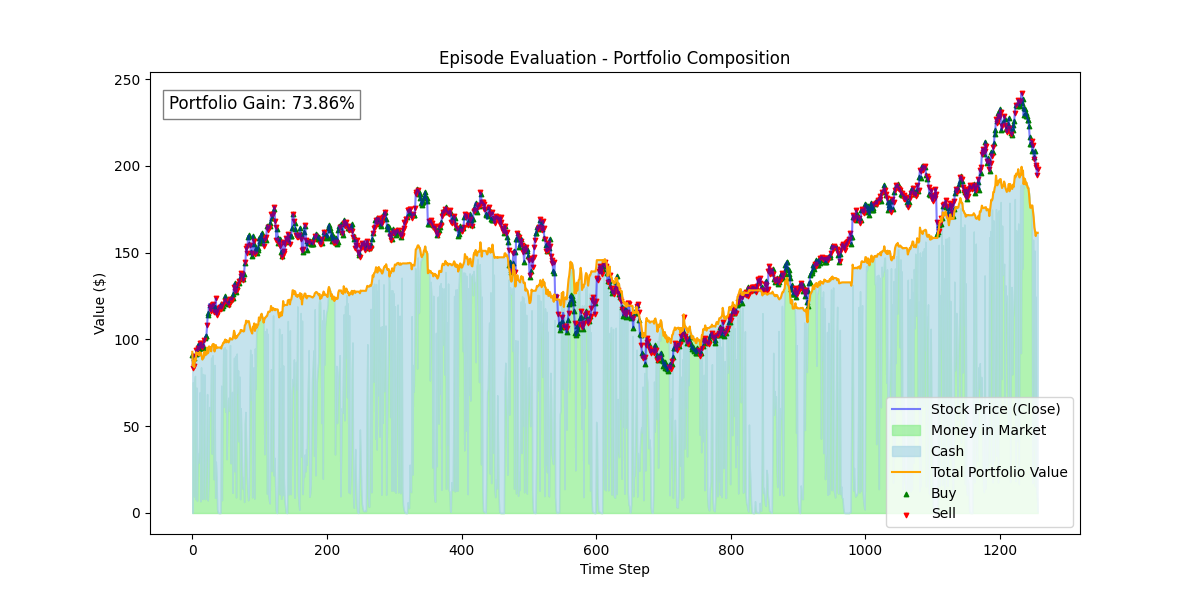 Episode Evaluation - Portfolio Composition
Portfolio Gain: 73.86%
Value ($)
250
200
150
100
50
0
0 200 400 600 800 1000 1200
Time Step
Stock Price (Close)
Money in Market
Cash
Total Portfolio Value
Buy
Sell